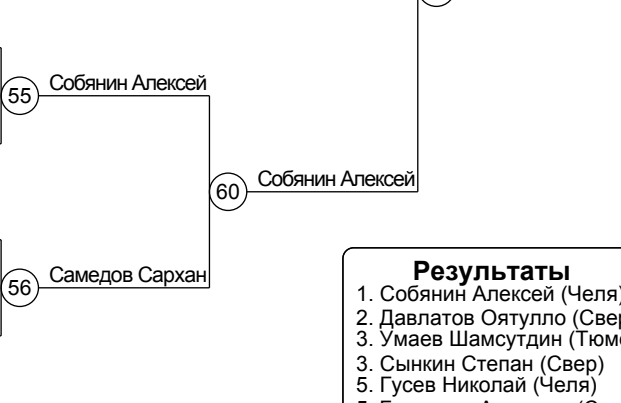 55 Собянин Алексей
60 Собянин Алексей
56 Самедов Сархан
Результаты
1. Собянин Алексей (Челя)
2. Давлатов Оятулло (Свер
3. Умаев Шамсутдин (Тюм
3. Сынкин Степан (Свер)
5. Гусев Николай (Челя)